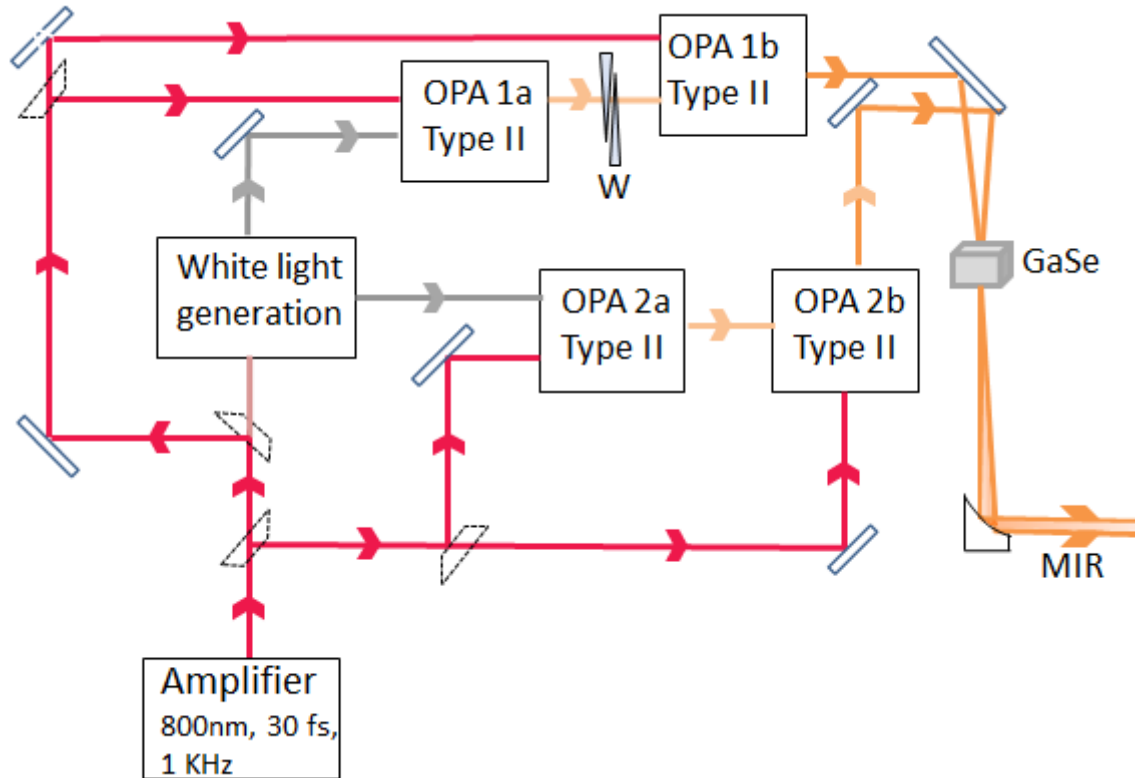 OPA 1b
Type II
OPA 1a
Type II
W
GaSe
White light
generation
OPA 2a
Type II
OPA 2b
Type II
MIR
Amplifier
800nm, 30 fs,
1 KHz